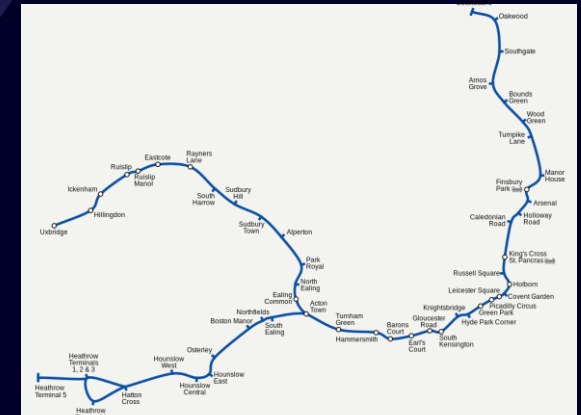 Oakwood
Southgate
Arnos
Grove
Bounds
Green
Wood
Green
Turnpike
Lane
Manor
House
Finsbury
Park
Arsenal
Holloway
Road
Caledonian
Road
King's Cross
St. Pancras
Russell Square
Holborn
Leicester Square
Covent Garden
Piccadilly Circus
Green Park
Hyde Park Corner
Knightsbridge
South
Kensington
Gloucester
Road
Earl's
Court
Barons
Court
Hammersmith
Turnham
Green
Acton
Town
Ealing
Common
North
Ealing
Park
Royal
Alperton
Sudbury
Town
Sudbury
Hill
South
Harrow
Rayners
Lane
Eastcote
Ruislip
Manor
Ruislip
Ickenham
Hillingdon
Uxbridge
South
Ealing
Northfields
Boston Manor
Osterley
Hounslow
East
Hounslow
Central
Hounslow
West
Hatton
Cross
Heathrow
Terminals
1, 2 & 3
Heathrow
Terminal 5
Heathrow